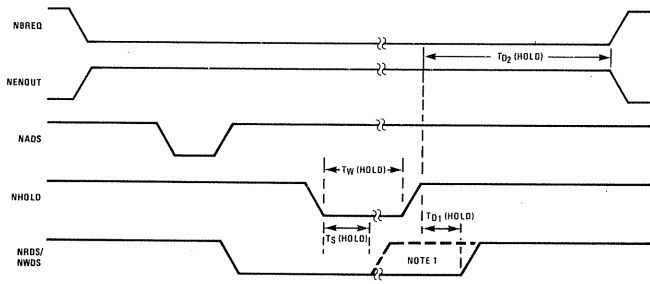 NBREQ
TD2 (HOLD)
NENOUT
NADS
TW (HOLD)
NHOLD
TD1 (HOLD)
TS (HOLD)
NRDS/
NWDS
NOTE 1